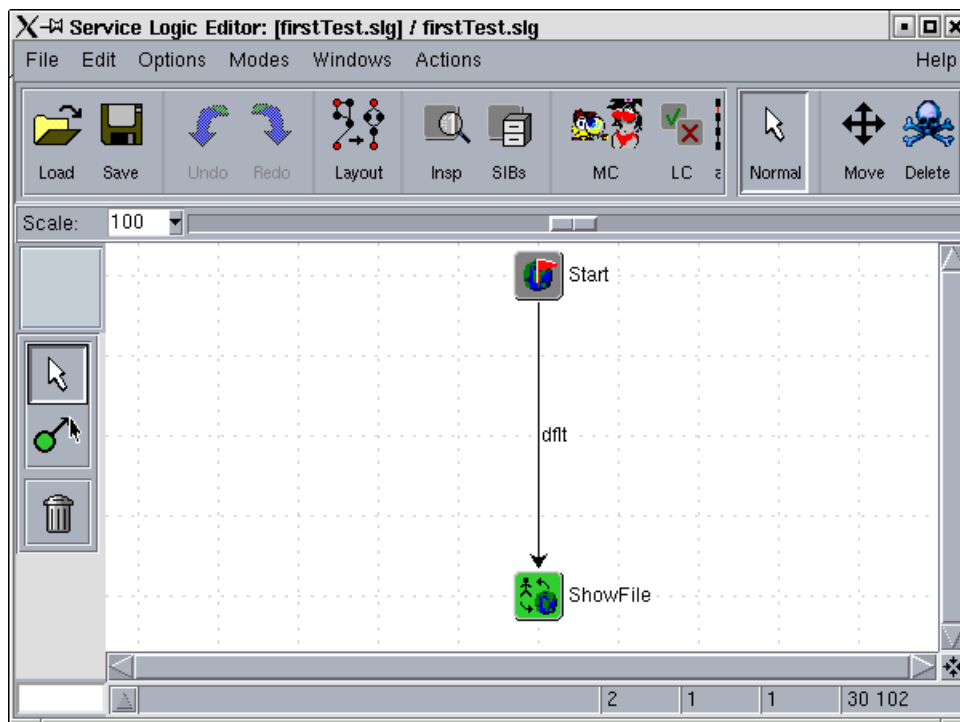 Service Logic Editor: [firstTest.slg] / firstTest.slg
File Edit Options Modes Windows Actions Help
Load Save Undo Redo Layout Insp SIBs MC LC Normal Move Delete
Scale: 100
Start
dflt
ShowFile
2 1 1 30 102